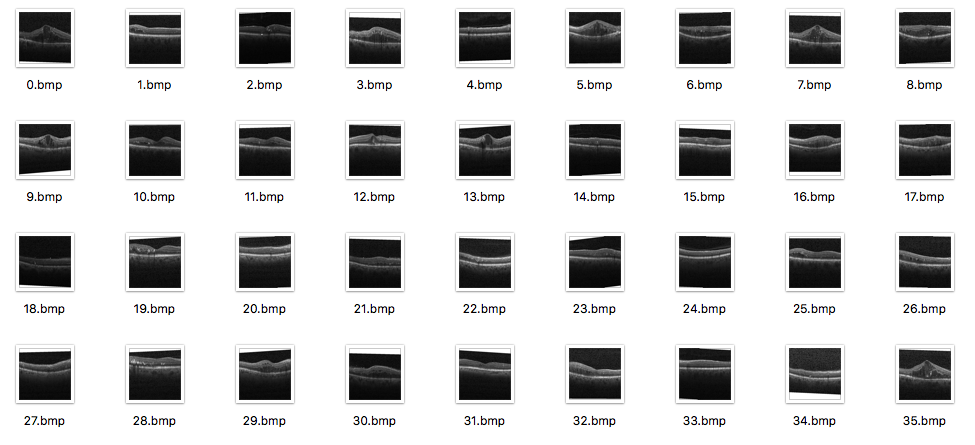 0.bmp 1.bmp 2.bmp 3.bmp 4.bmp 5.bmp 6.bmp 7.bmp 8.bmp
9.bmp 10.bmp 11.bmp 12.bmp 13.bmp 14.bmp 15.bmp 16.bmp 17.bmp
18.bmp 19.bmp 20.bmp 21.bmp 22.bmp 23.bmp 24.bmp 25.bmp 26.bmp
27.bmp 28.bmp 29.bmp 30.bmp 31.bmp 32.bmp 33.bmp 34.bmp 35.bmp